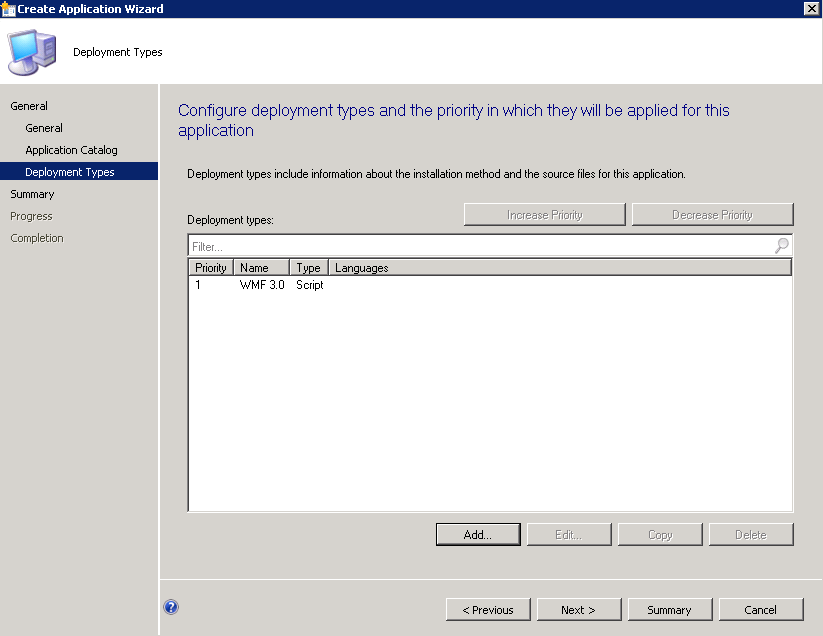 Create Application Wizard
Deployment Types
General
General
Application Catalog
Deployment Types
Summary
Progress
Completion
Configure deployment types and the priority in which they will be applied for this
application
Deployment types include information about the installation method and the source files for this application.
Increase Priority Decrease Priority
Deployment types:
Filter...
Priority Name Type Languages
1 WMF 3.0 Script
Add... Edit... Copy Delete
? < Previous Next > Summary Cancel